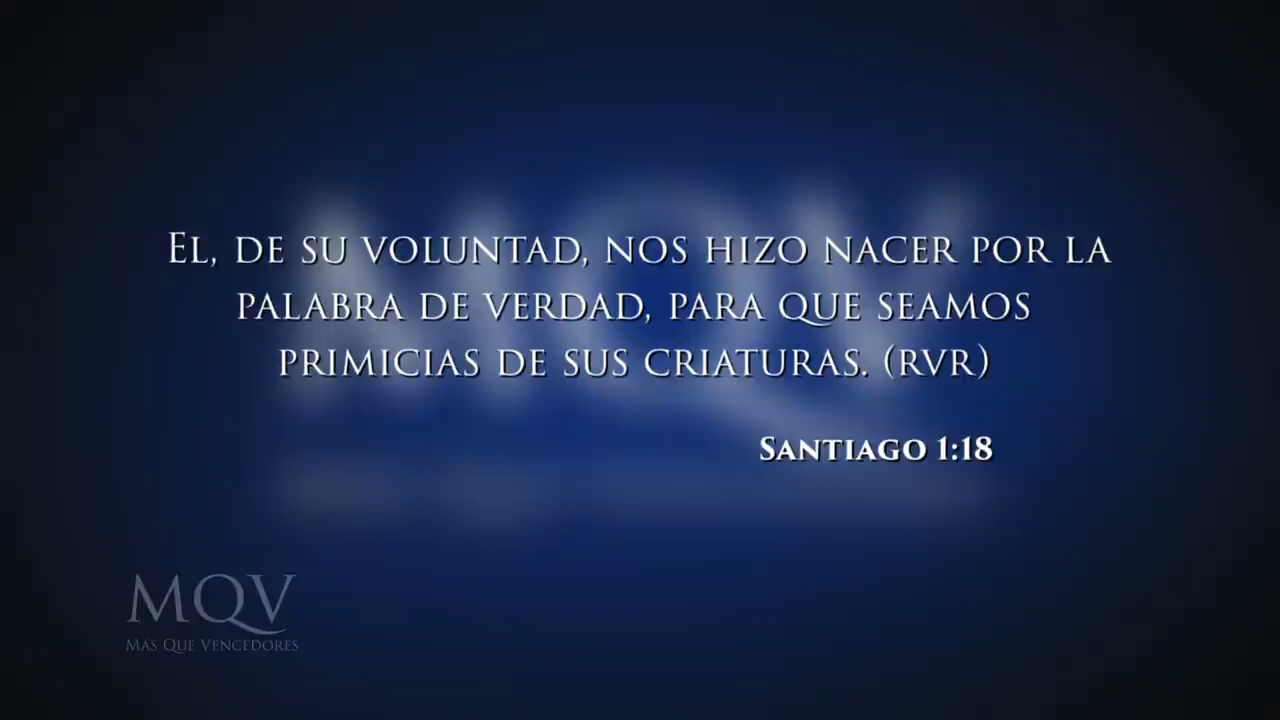 El, de su voluntad, nos hizo nacer por la
palabra de verdad, para que seamos
primicias de sus criaturas. (rvr)
Santiago 1:18
MQV
Más Que Vencedores